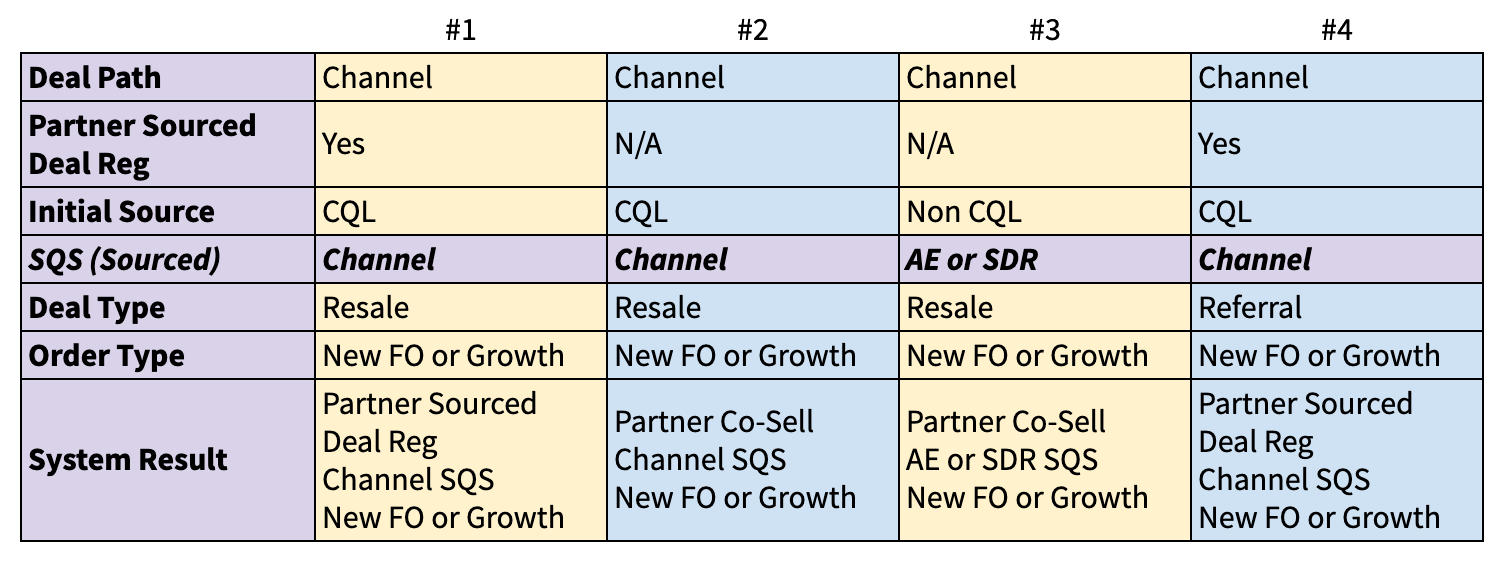 #1 #2 #3 #4
Deal Path Channel Channel Channel Channel
Partner Sourced
Deal Reg Yes N/A N/A Yes
Initial Source CQL CQL Non CQL CQL
SQS (Sourced) Channel Channel AE or SDR Channel
Deal Type Resale Resale Resale Referral
Order Type New FO or Growth New FO or Growth New FO or Growth New FO or Growth
System Result
Partner Sourced
Deal Reg
Channel SQS
New FO or Growth
Partner Co-Sell
Channel SQS
New FO or Growth
Partner Co-Sell
AE or SDR SQS
New FO or Growth
Partner Sourced
Deal Reg
Channel SQS
New FO or Growth